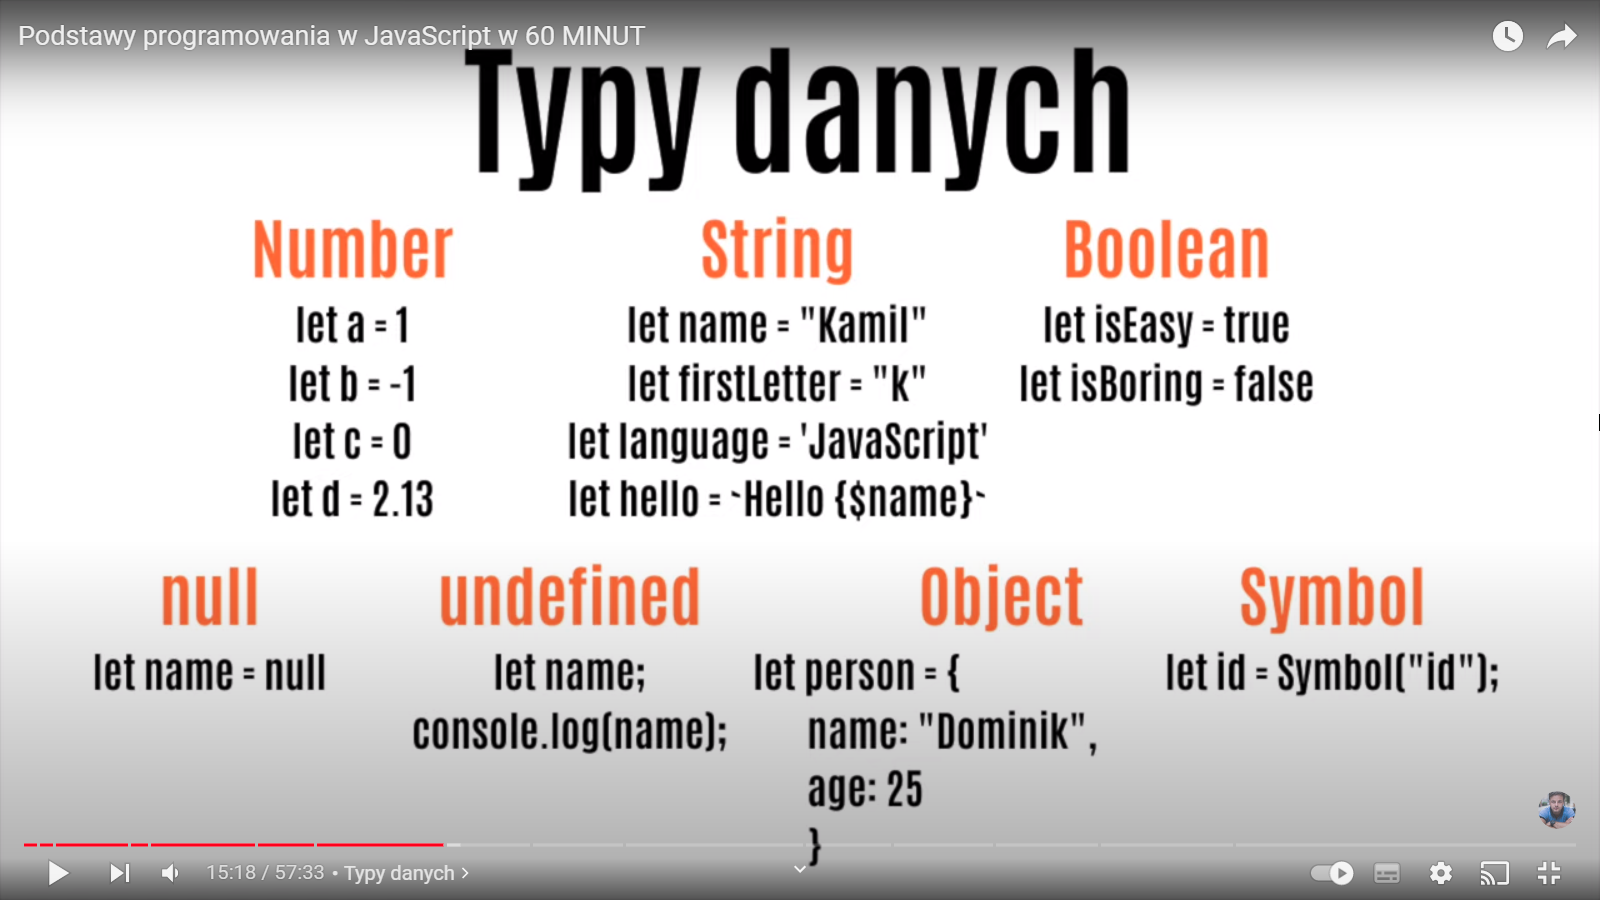 Podstawy programowania w JavaScript w 60 MINUT
Typy danych
Number
let a = 1
let b = -1
let c = 0
let d = 2.13
String
let name = "Kamil"
let firstLetter = "k"
let language = 'JavaScript'
let hello = `Hello {$name}`
Boolean
let isEasy = true
let isBoring = false
null
let name = null
undefined
let name;
console.log(name);
Object
let person = {
name: "Dominik",
age: 25
}
Symbol
let id = Symbol("id");
15:18 / 57:33 • Typy danych >